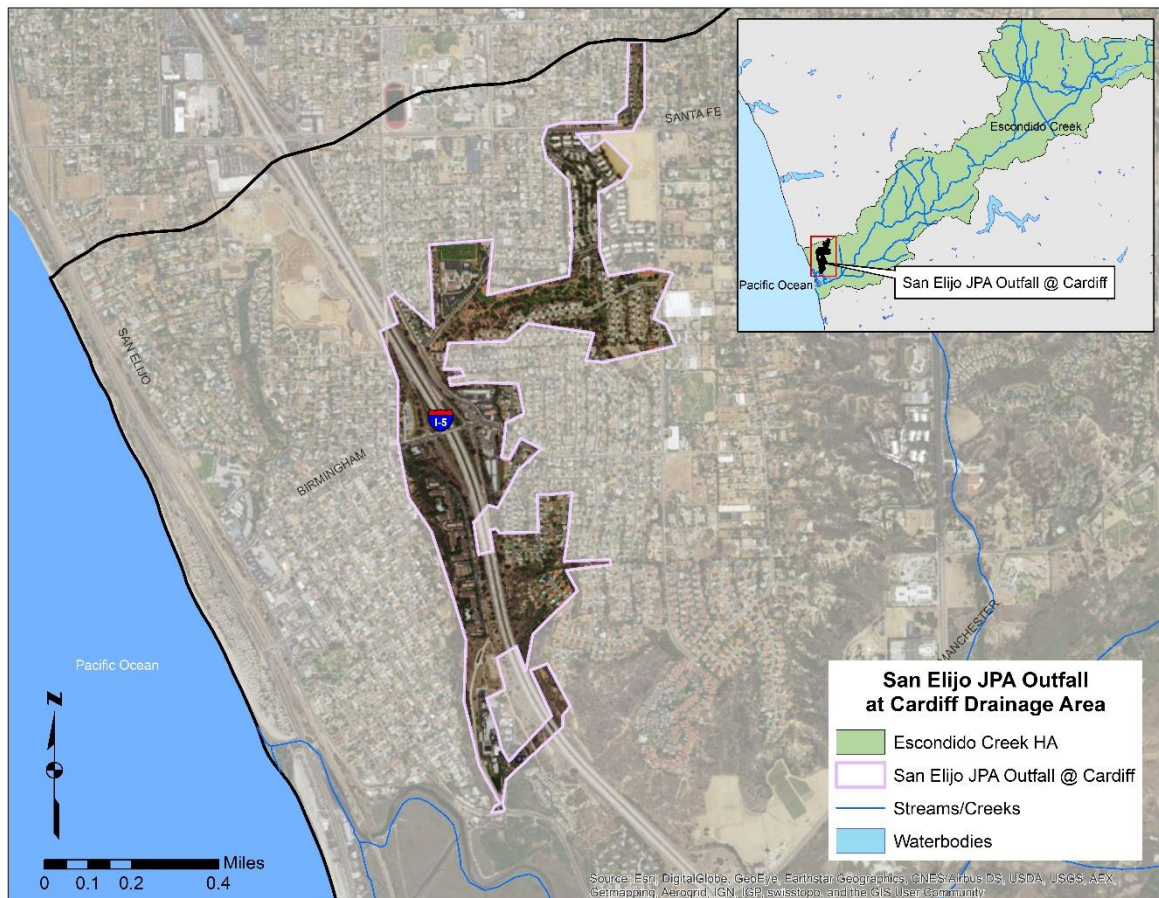 SANTA FE
Escondido Creek
San Elijo JPA Outfall @ Cardiff
Pacific Ocean
SAN ELIJO
I-5
BIRMINGHAM
MANCHESTER
Pacific Ocean
N
Miles
0 0.1 0.2 0.4
San Elijo JPA Outfall
at Cardiff Drainage Area
Escondido Creek HA
San Elijo JPA Outfall @ Cardiff
Streams/Creeks
Waterbodies
Source: Esri, DigitalGlobe, GeoEye, Earthstar Geographics, CNES/Airbus DS, USDA, USGS, AEX,
Getmapping, Aerogrid, IGN, IGP, swisstopo, and the GIS User Community